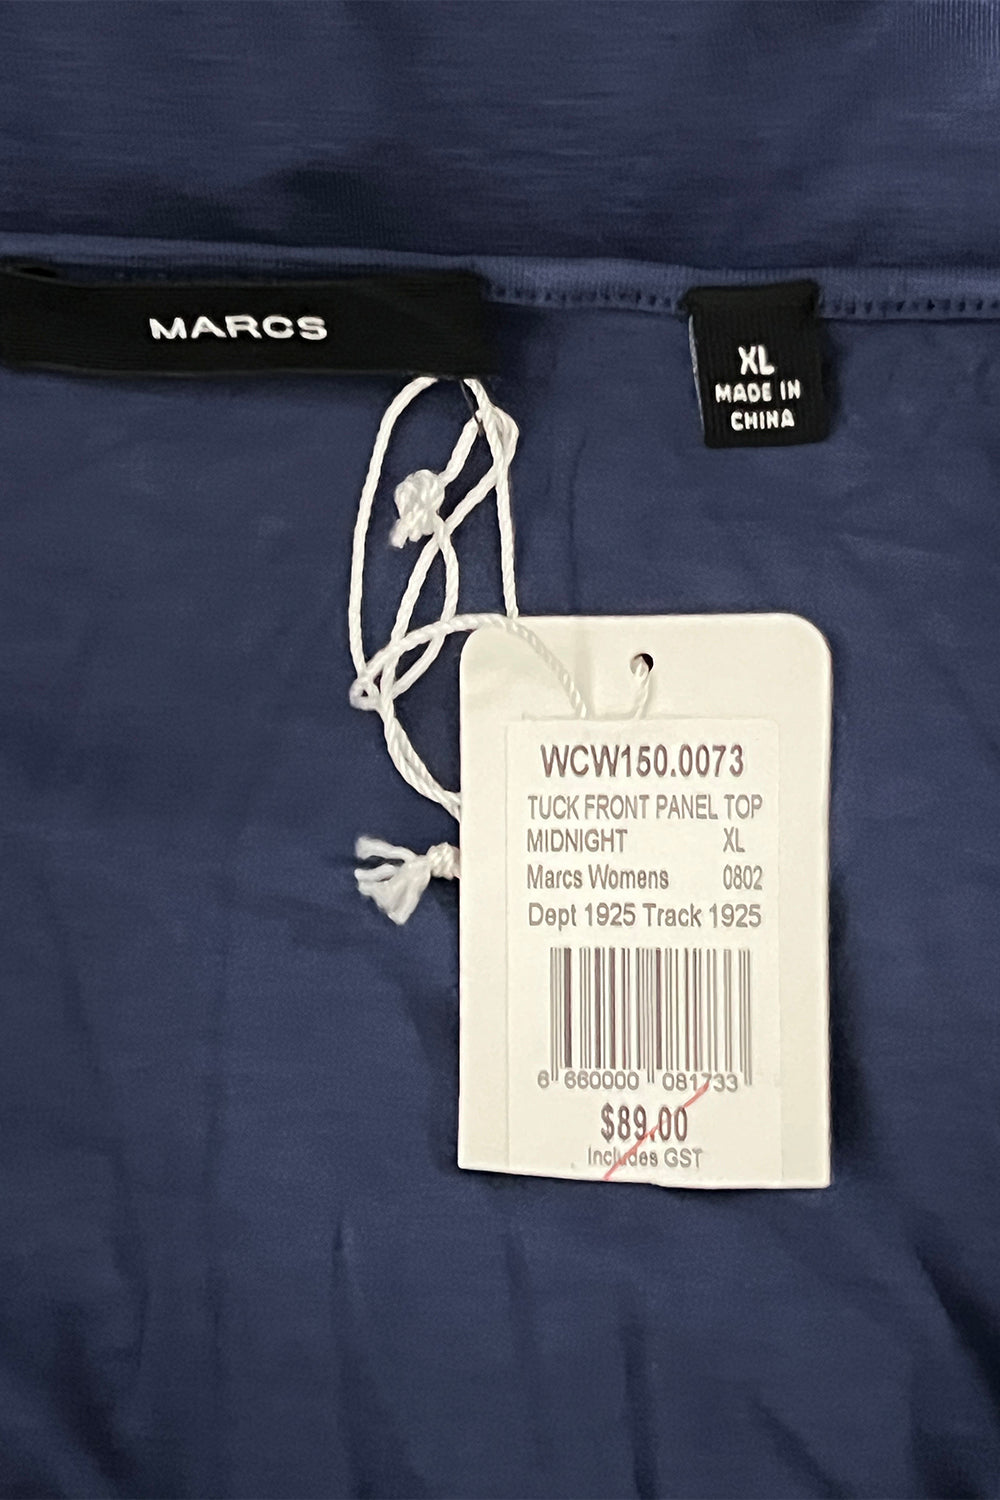 MARCS
XL
MADE IN
CHINA
WCW150.0073
TUCK FRONT PANEL TOP
MIDNIGHT XL
Marcs Womens 0802
Dept 1925 Track 1925
6 660000 081733
$89.00
Includes GST